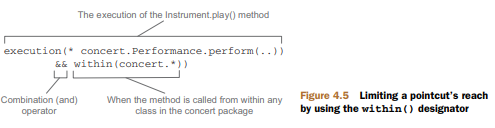 The execution of the Instrument.play() method
execution(* concert.Performance.perform(..))
&& within(concert.*))
Combination (and)
operator
When the method is called from within any
class in the concert package
Figure 4.5 Limiting a pointcut's reach
by using the within() designator